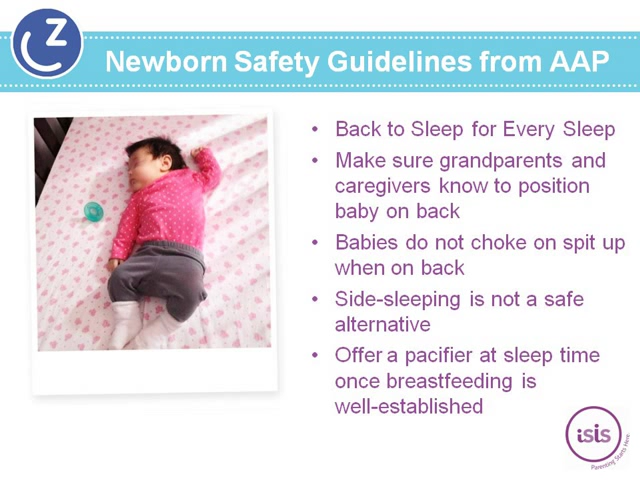 z
Newborn Safety Guidelines from AAP
• Back to Sleep for Every Sleep
• Make sure grandparents and
caregivers know to position
baby on back
• Babies do not choke on spit up
when on back
• Side-sleeping is not a safe
alternative
• Offer a pacifier at sleep time
once breastfeeding is
well-established
isis
Parenting Starts Here.